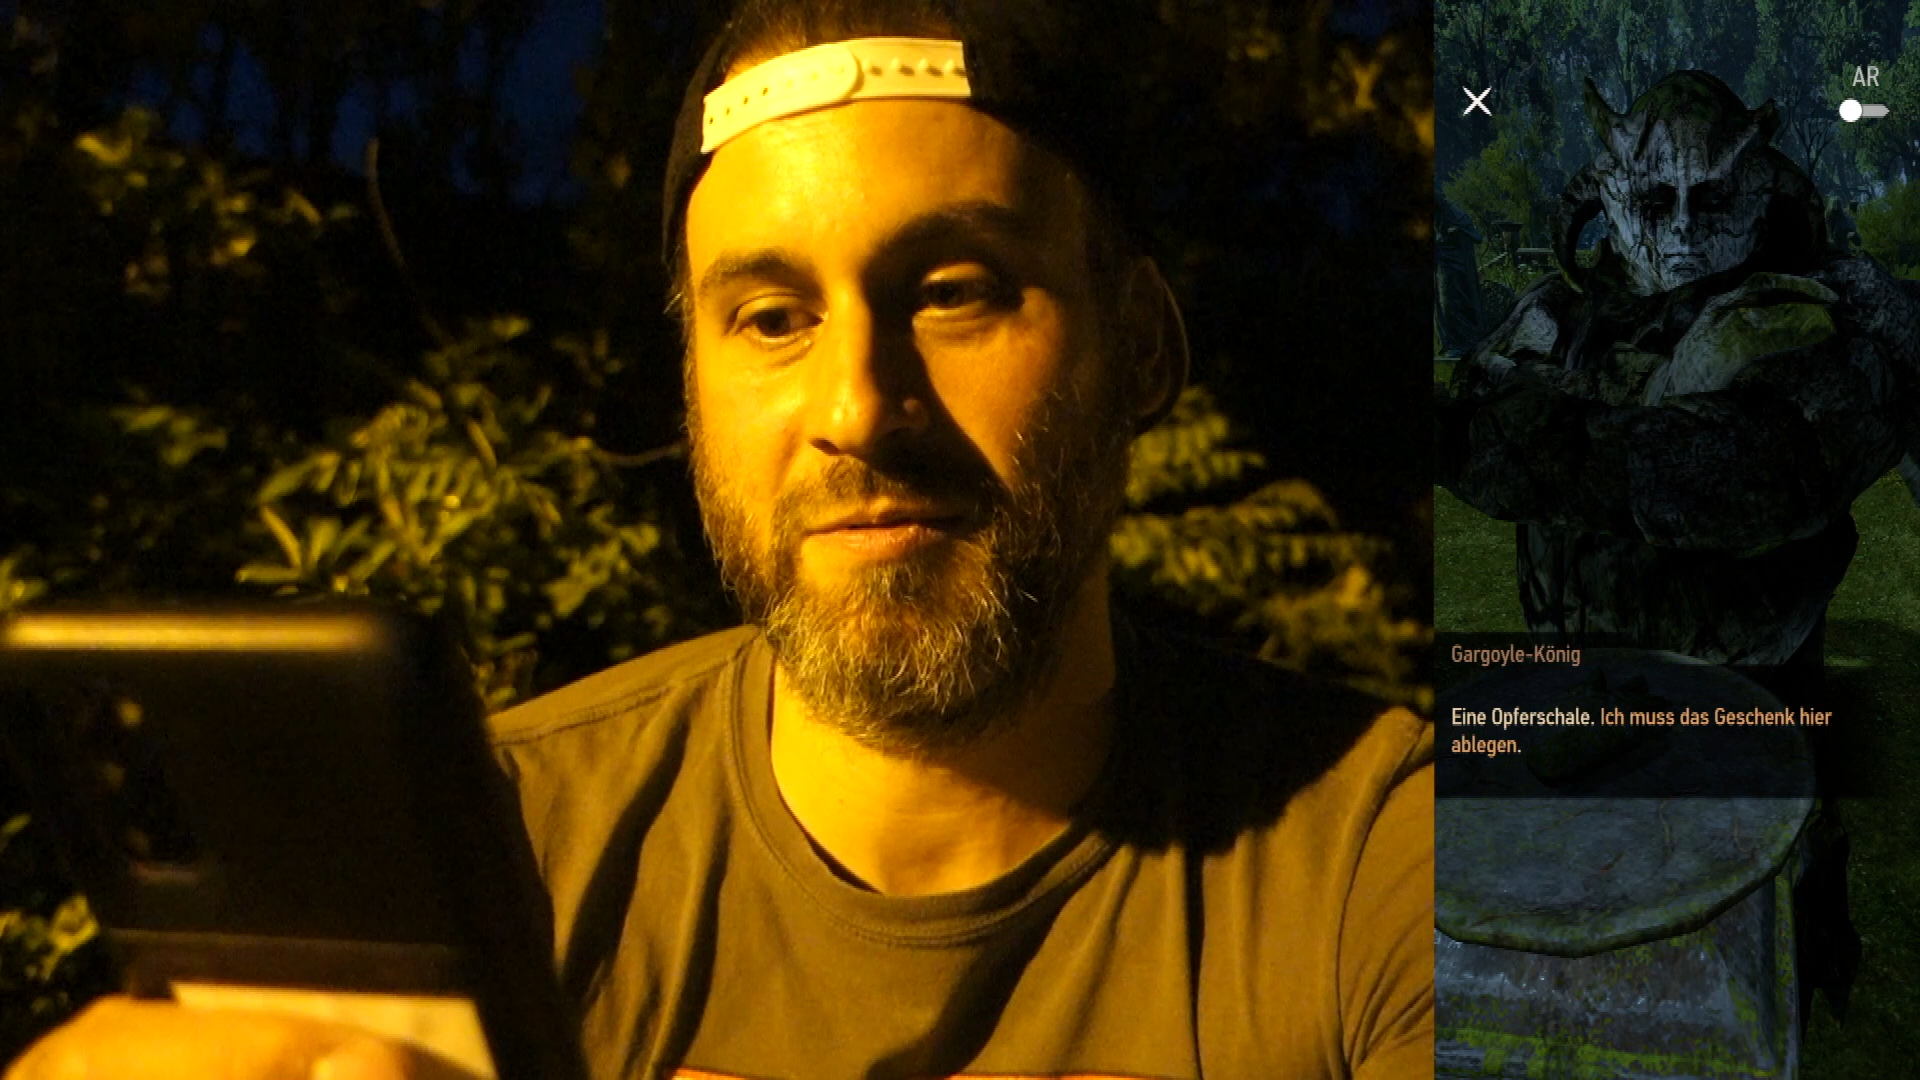 AR
Gargoyle-König
Eine Opferschale. Ich muss das Geschenk hier
ablegen.